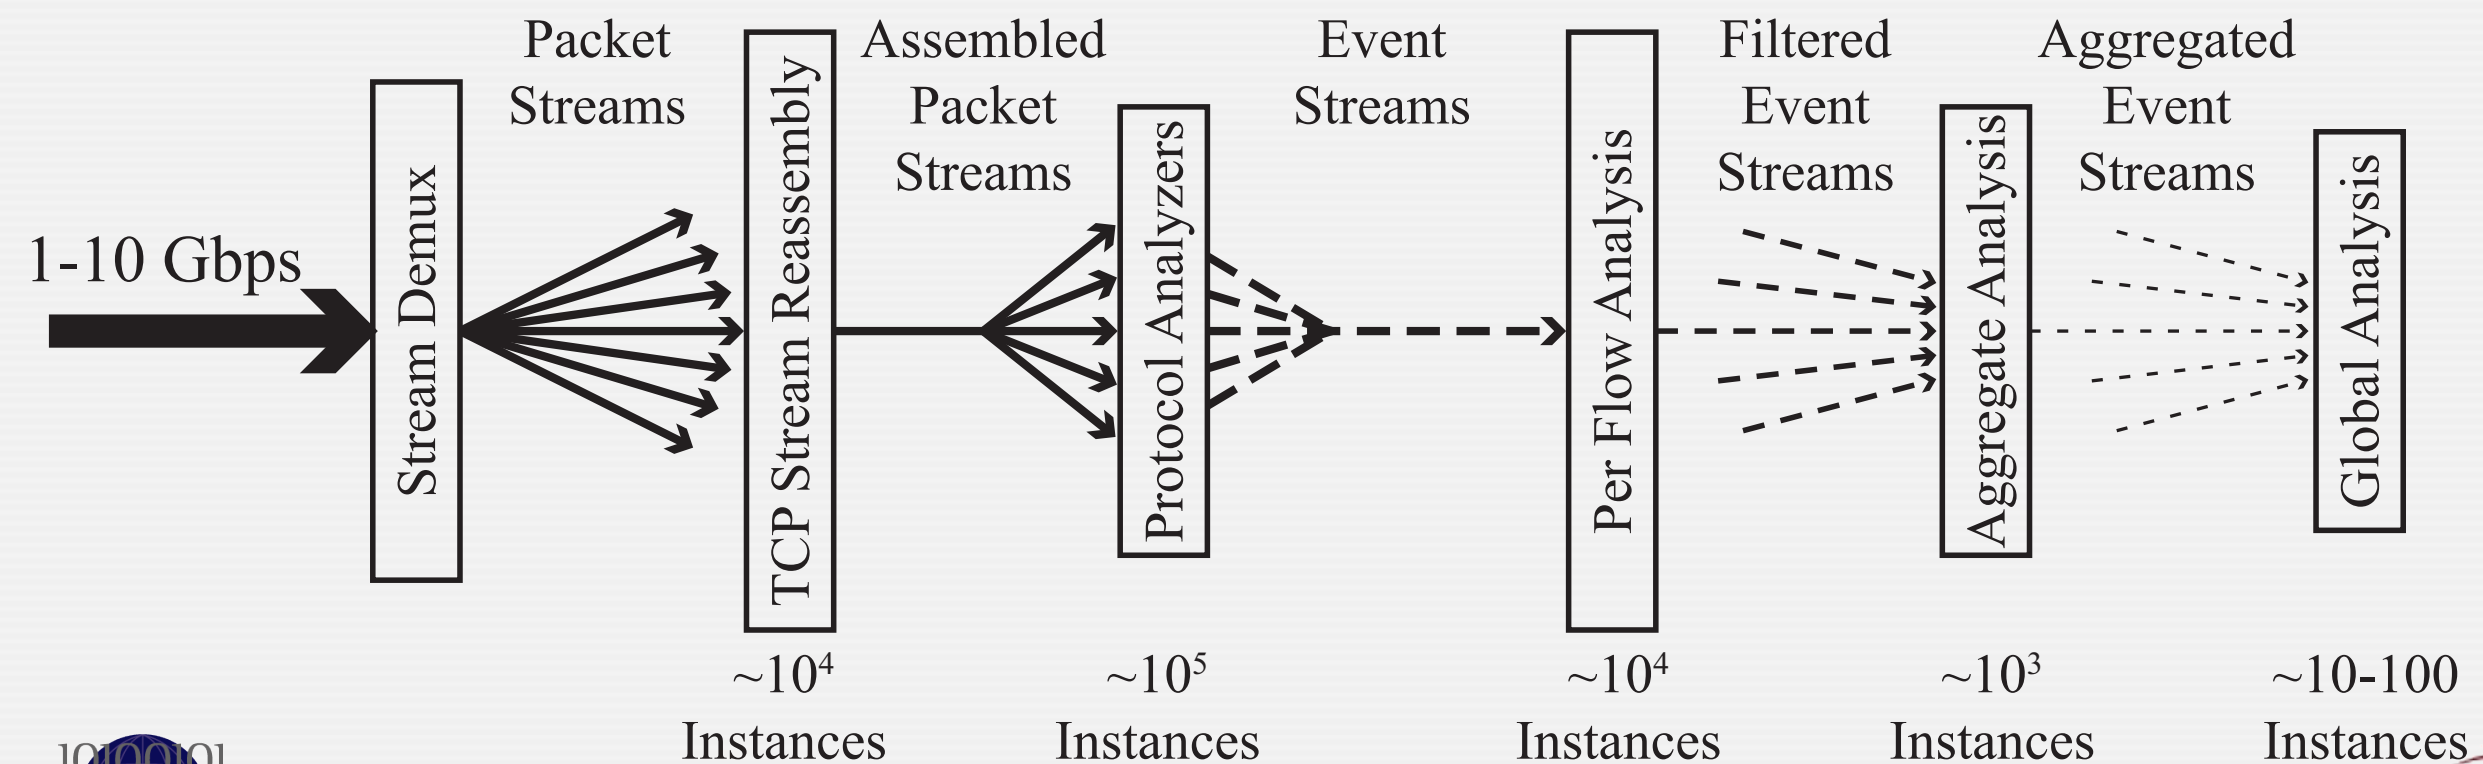 Packet
Streams
Assembled
Packet
Streams
Event
Streams
Filtered
Event
Streams
Aggregated
Event
Streams
1-10 Gbps
Stream Demux
TCP Stream Reassembly
Protocol Analyzers
Per Flow Analysis
Aggregate Analysis
Global Analysis
~10⁴
Instances
~10⁵
Instances
~10⁴
Instances
~10³
Instances
~10-100
Instances